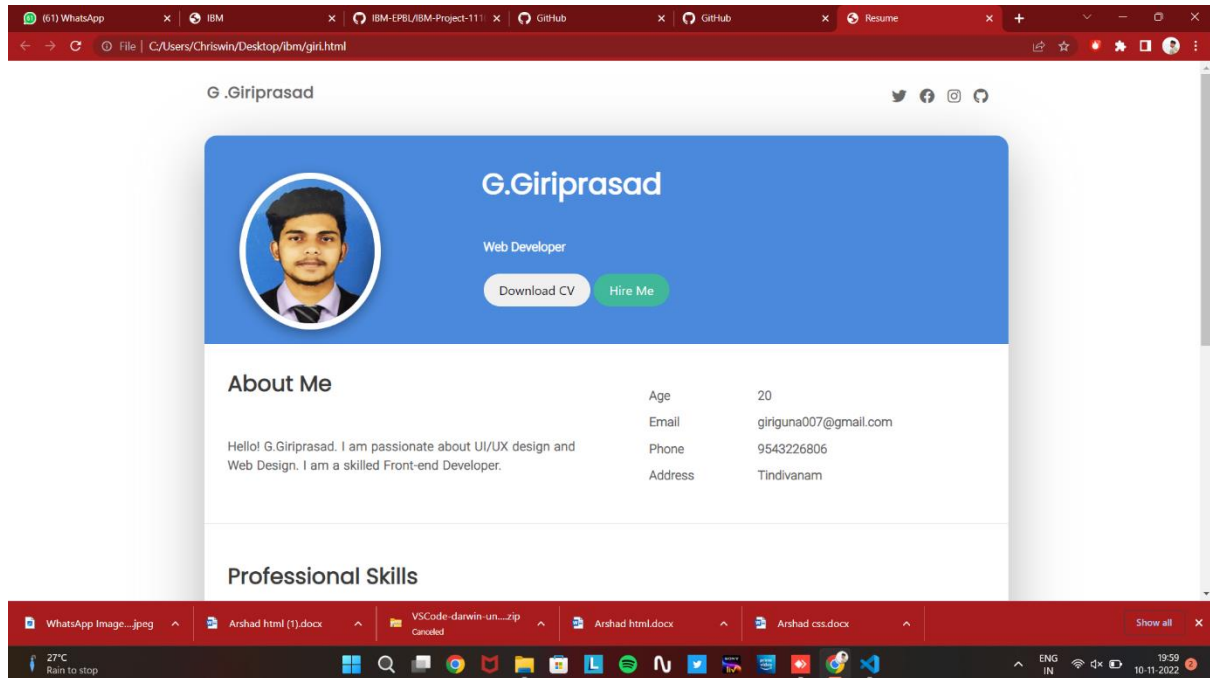 (61) WhatsApp
IBM
IBM-EPBL/IBM-Project-111
GitHub
GitHub
Resume
File | C:/Users/Chriswin/Desktop/ibm/giri.html
G .Giriprasad
G.Giriprasad
Web Developer
Download CV Hire Me
About Me
Hello! G.Giriprasad. I am passionate about UI/UX design and
Web Design. I am a skilled Front-end Developer.
Age 20
Email giriguna007@gmail.com
Phone 9543226806
Address Tindivanam
Professional Skills
WhatsApp Image....jpeg
Arshad html (1).docx
VSCode-darwin-un....zip
Canceled
Arshad html.docx
Arshad css.docx
Show all
27°C
Rain to stop
ENG
IN
19:59
10-11-2022
2